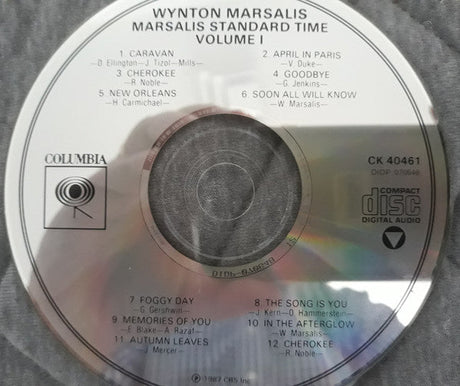 WYNTON MARSALIS
MARSALIS STANDARD TIME
VOLUME I
1. CARAVAN
—D. Ellington—J. Tizol—Mills—
2. APRIL IN PARIS
—V. Duke—
3. CHEROKEE
—R. Noble—
4. GOODBYE
—G. Jenkins—
5. NEW ORLEANS
—H. Carmichael—
6. SOON ALL WILL KNOW
—W. Marsalis—
COLUMBIA
CK 40461
DIDP
COMPACT
disc
DIGITAL AUDIO
7. FOGGY DAY
—G. Gershwin—
8. THE SONG IS YOU
—J. Kern—O. Hammerstein—
9. MEMORIES OF YOU
—E. Blake—A. Razaf—
10. IN THE AFTERGLOW
—W. Marsalis—
11. AUTUMN LEAVES
—J. Mercer—
12. CHEROKEE
—R. Noble—
Ⓟ 1987 CBS Inc.